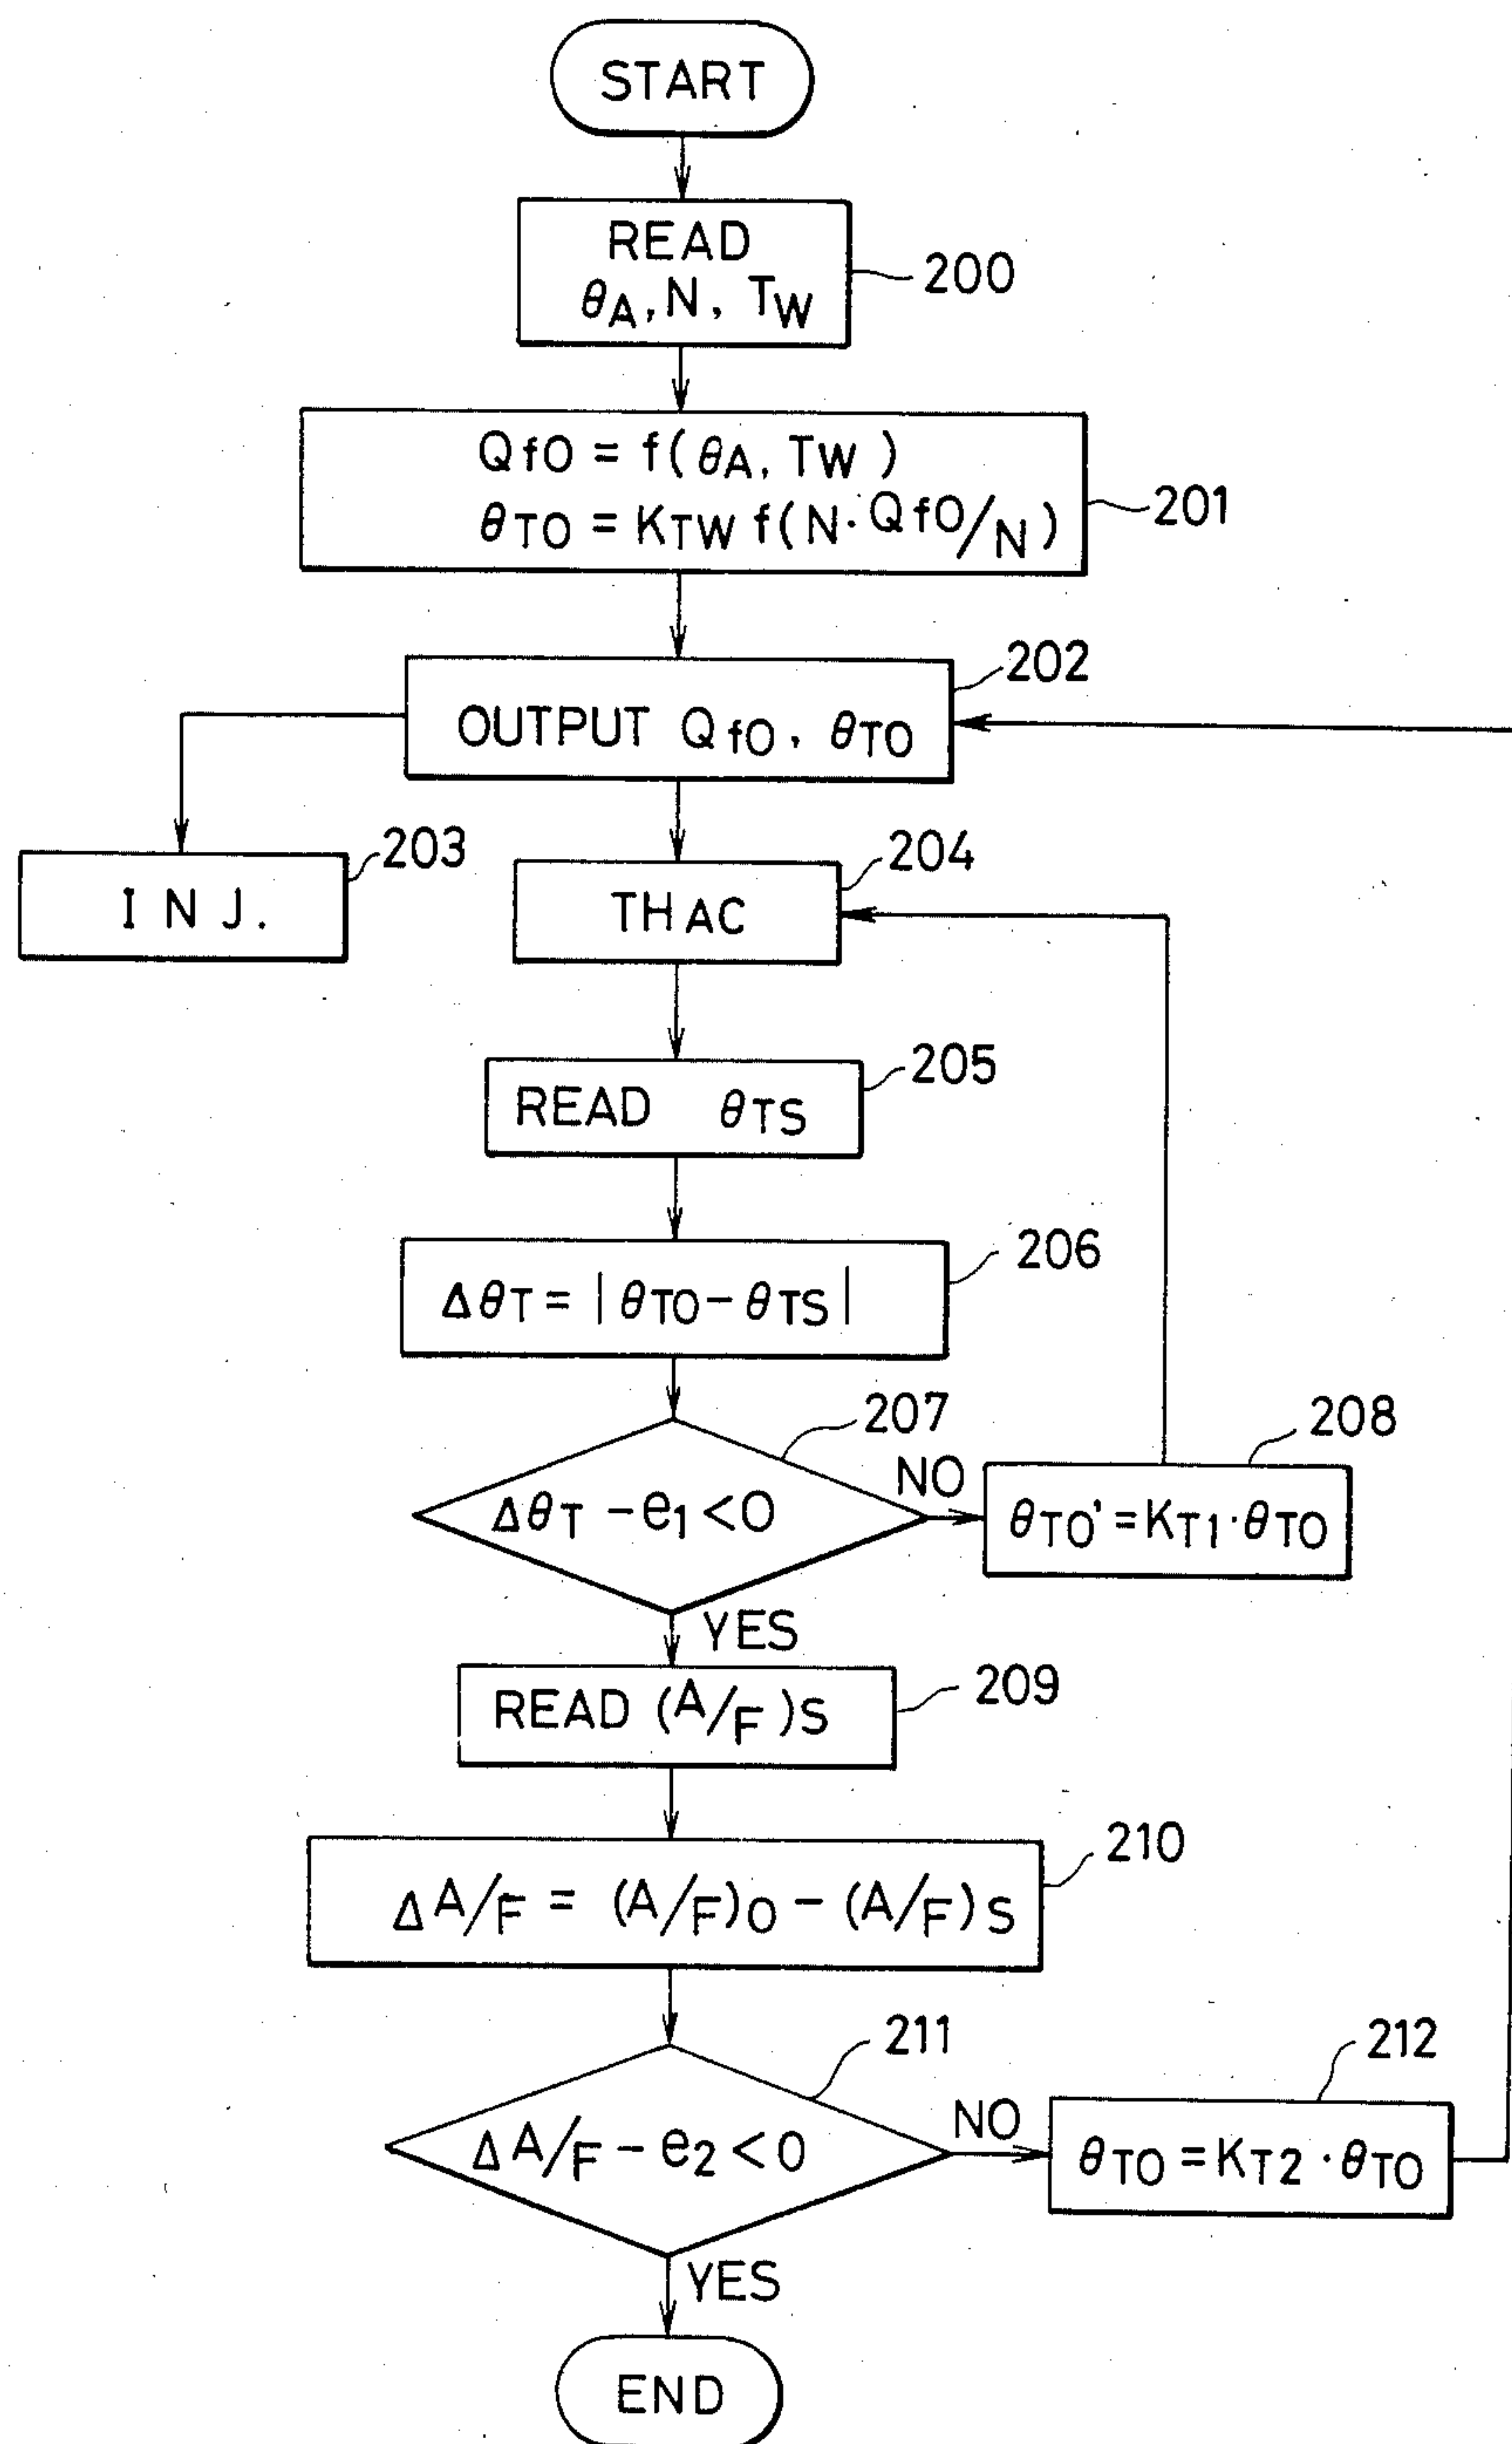 START
READ
θA, N, TW
200
Qf0 = f(θA, TW)
θT0 = KTW f(N·Qf0/N)
201
202
OUTPUT Qf0, θT0
203
I N J.
204
THAC
205
READ θTS
206
ΔθT = |θT0 - θTS|
207
ΔθT - e1 < 0
NO
208
θT0' = KT1·θT0
YES
209
READ (A/F)S
210
ΔA/F = (A/F)0 - (A/F)S
211
ΔA/F - e2 < 0
NO
212
θT0 = KT2·θT0
YES
END